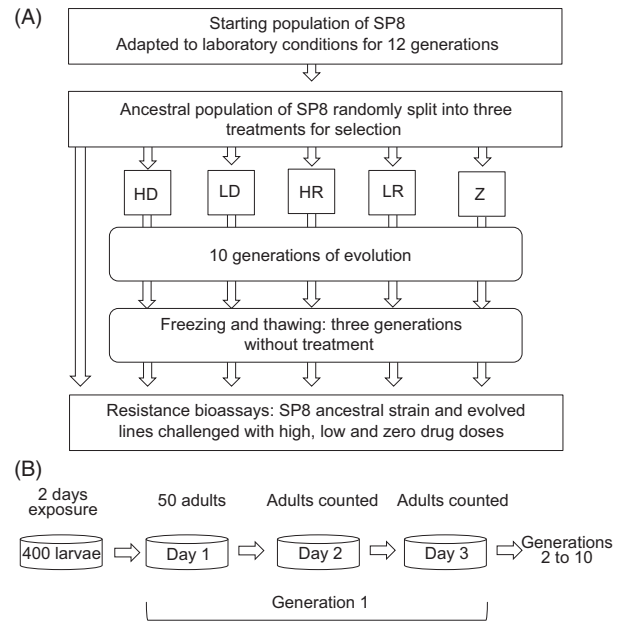 (A)
Starting population of SP8
Adapted to laboratory conditions for 12 generations
Ancestral population of SP8 randomly split into three
treatments for selection
HD
LD
HR
LR
Z
10 generations of evolution
Freezing and thawing: three generations
without treatment
Resistance bioassays: SP8 ancestral strain and evolved
lines challenged with high, low and zero drug doses
(B)
2 days
exposure
50 adults
Adults counted
Adults counted
400 larvae
Day 1
Day 2
Day 3
Generations
2 to 10
Generation 1